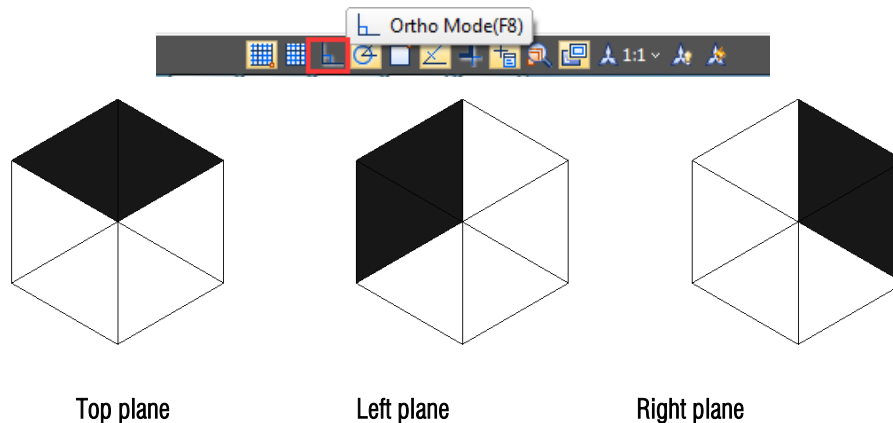 Ortho Mode(F8)
1:1
Top plane
Left plane
Right plane